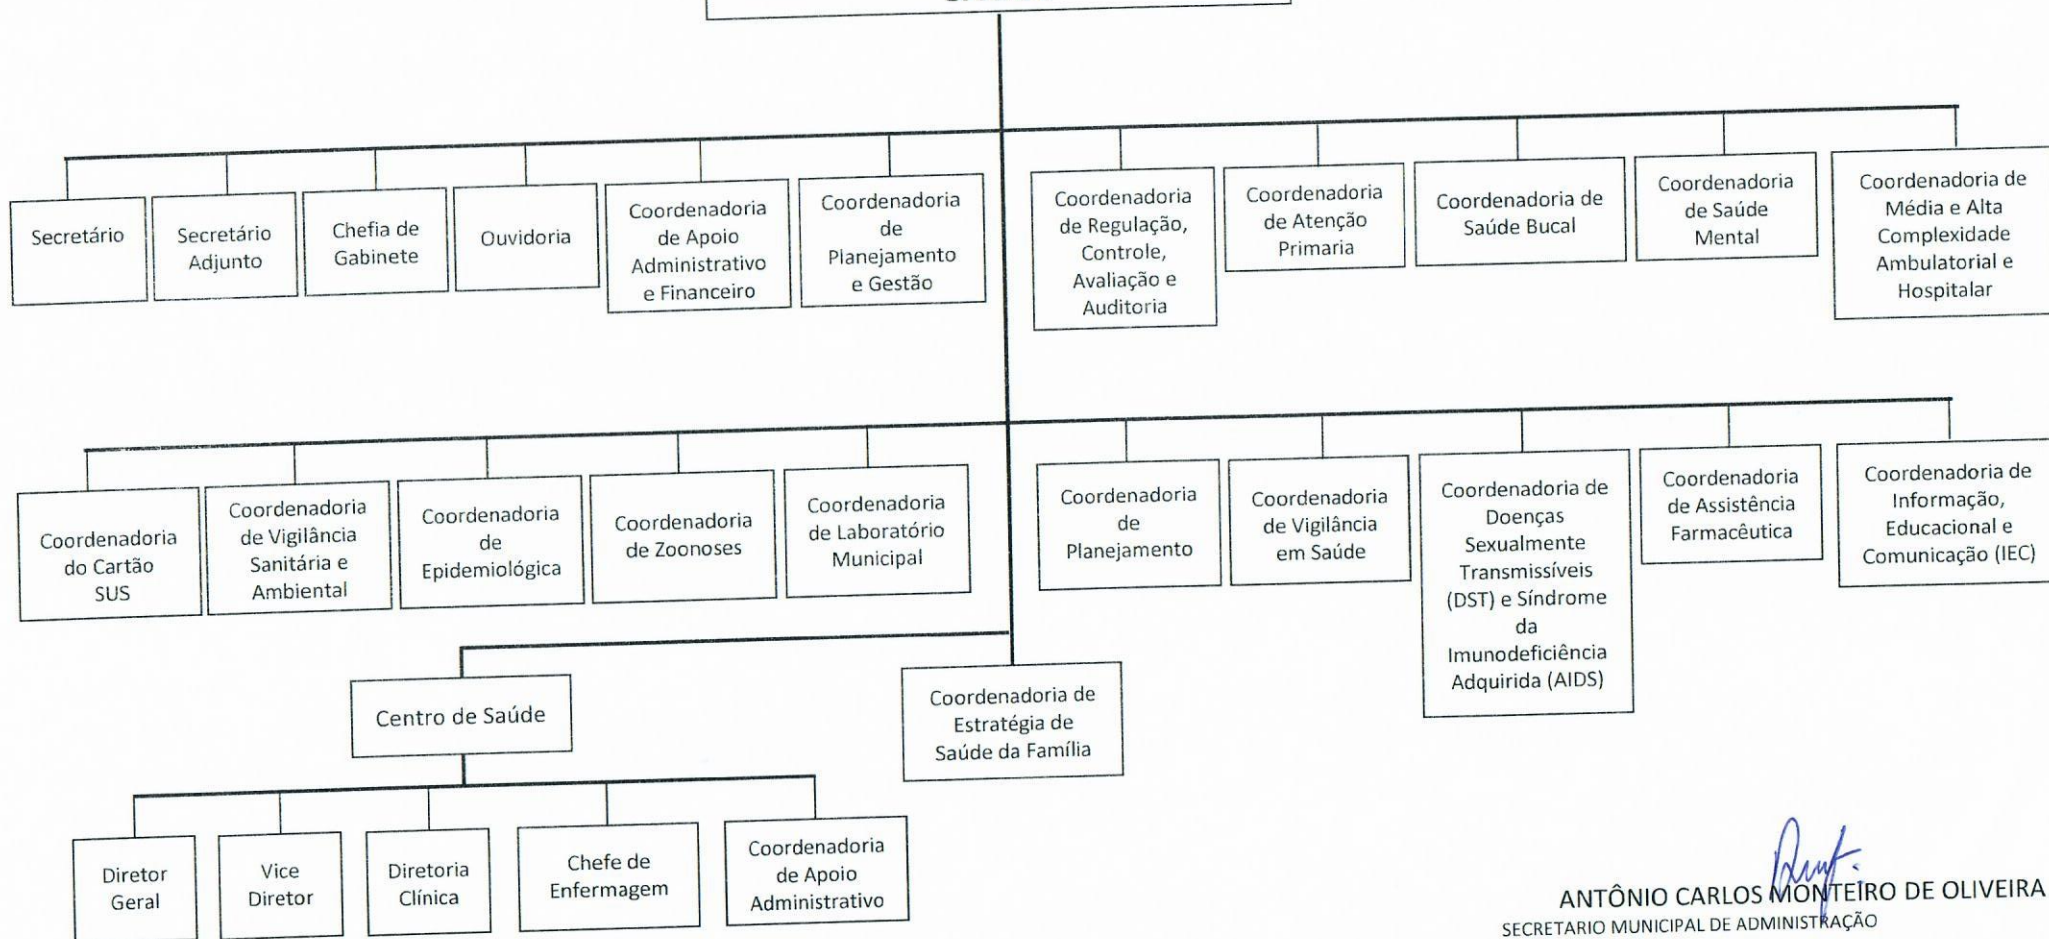 Secretário
Secretário
Adjunto
Chefia de
Gabinete
Ouvidoria
Coordenadoria
de Apoio
Administrativo
e Financeiro
Coordenadoria
de
Planejamento
e Gestão
Coordenadoria
de Regulação,
Controle,
Avaliação e
Auditoria
Coordenadoria
de Atenção
Primaria
Coordenadoria de
Saúde Bucal
Coordenadoria
de Saúde
Mental
Coordenadoria de
Média e Alta
Complexidade
Ambulatorial e
Hospitalar
Coordenadoria
do Cartão
SUS
Coordenadoria
de Vigilância
Sanitária e
Ambiental
Coordenadoria
de
Epidemiológica
Coordenadoria
de Zoonoses
Coordenadoria
de Laboratório
Municipal
Coordenadoria
de
Planejamento
Coordenadoria
de Vigilância
em Saúde
Coordenadoria de
Doenças
Sexualmente
Transmissíveis
(DST) e Síndrome
da
Imunodeficiência
Adquirida (AIDS)
Coordenadoria
de Assistência
Farmacêutica
Coordenadoria de
Informação,
Educacional e
Comunicação (IEC)
Centro de Saúde
Coordenadoria de
Estratégia de
Saúde da Família
Diretor
Geral
Vice
Diretor
Diretoria
Clínica
Chefe de
Enfermagem
Coordenadoria
de Apoio
Administrativo
ANTÔNIO CARLOS MONTEIRO DE OLIVEIRA
SECRETARIO MUNICIPAL DE ADMINISTRAÇÃO